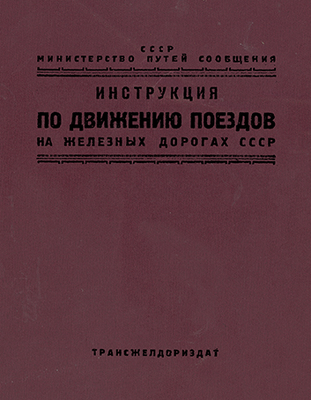 СССР
МИНИСТЕРСТВО ПУТЕЙ СООБЩЕНИЯ
ИНСТРУКЦИЯ
ПО ДВИЖЕНИЮ ПОЕЗДОВ
НА ЖЕЛЕЗНЫХ ДОРОГАХ СССР
ТРАНСЖЕЛДОРИЗДАТ